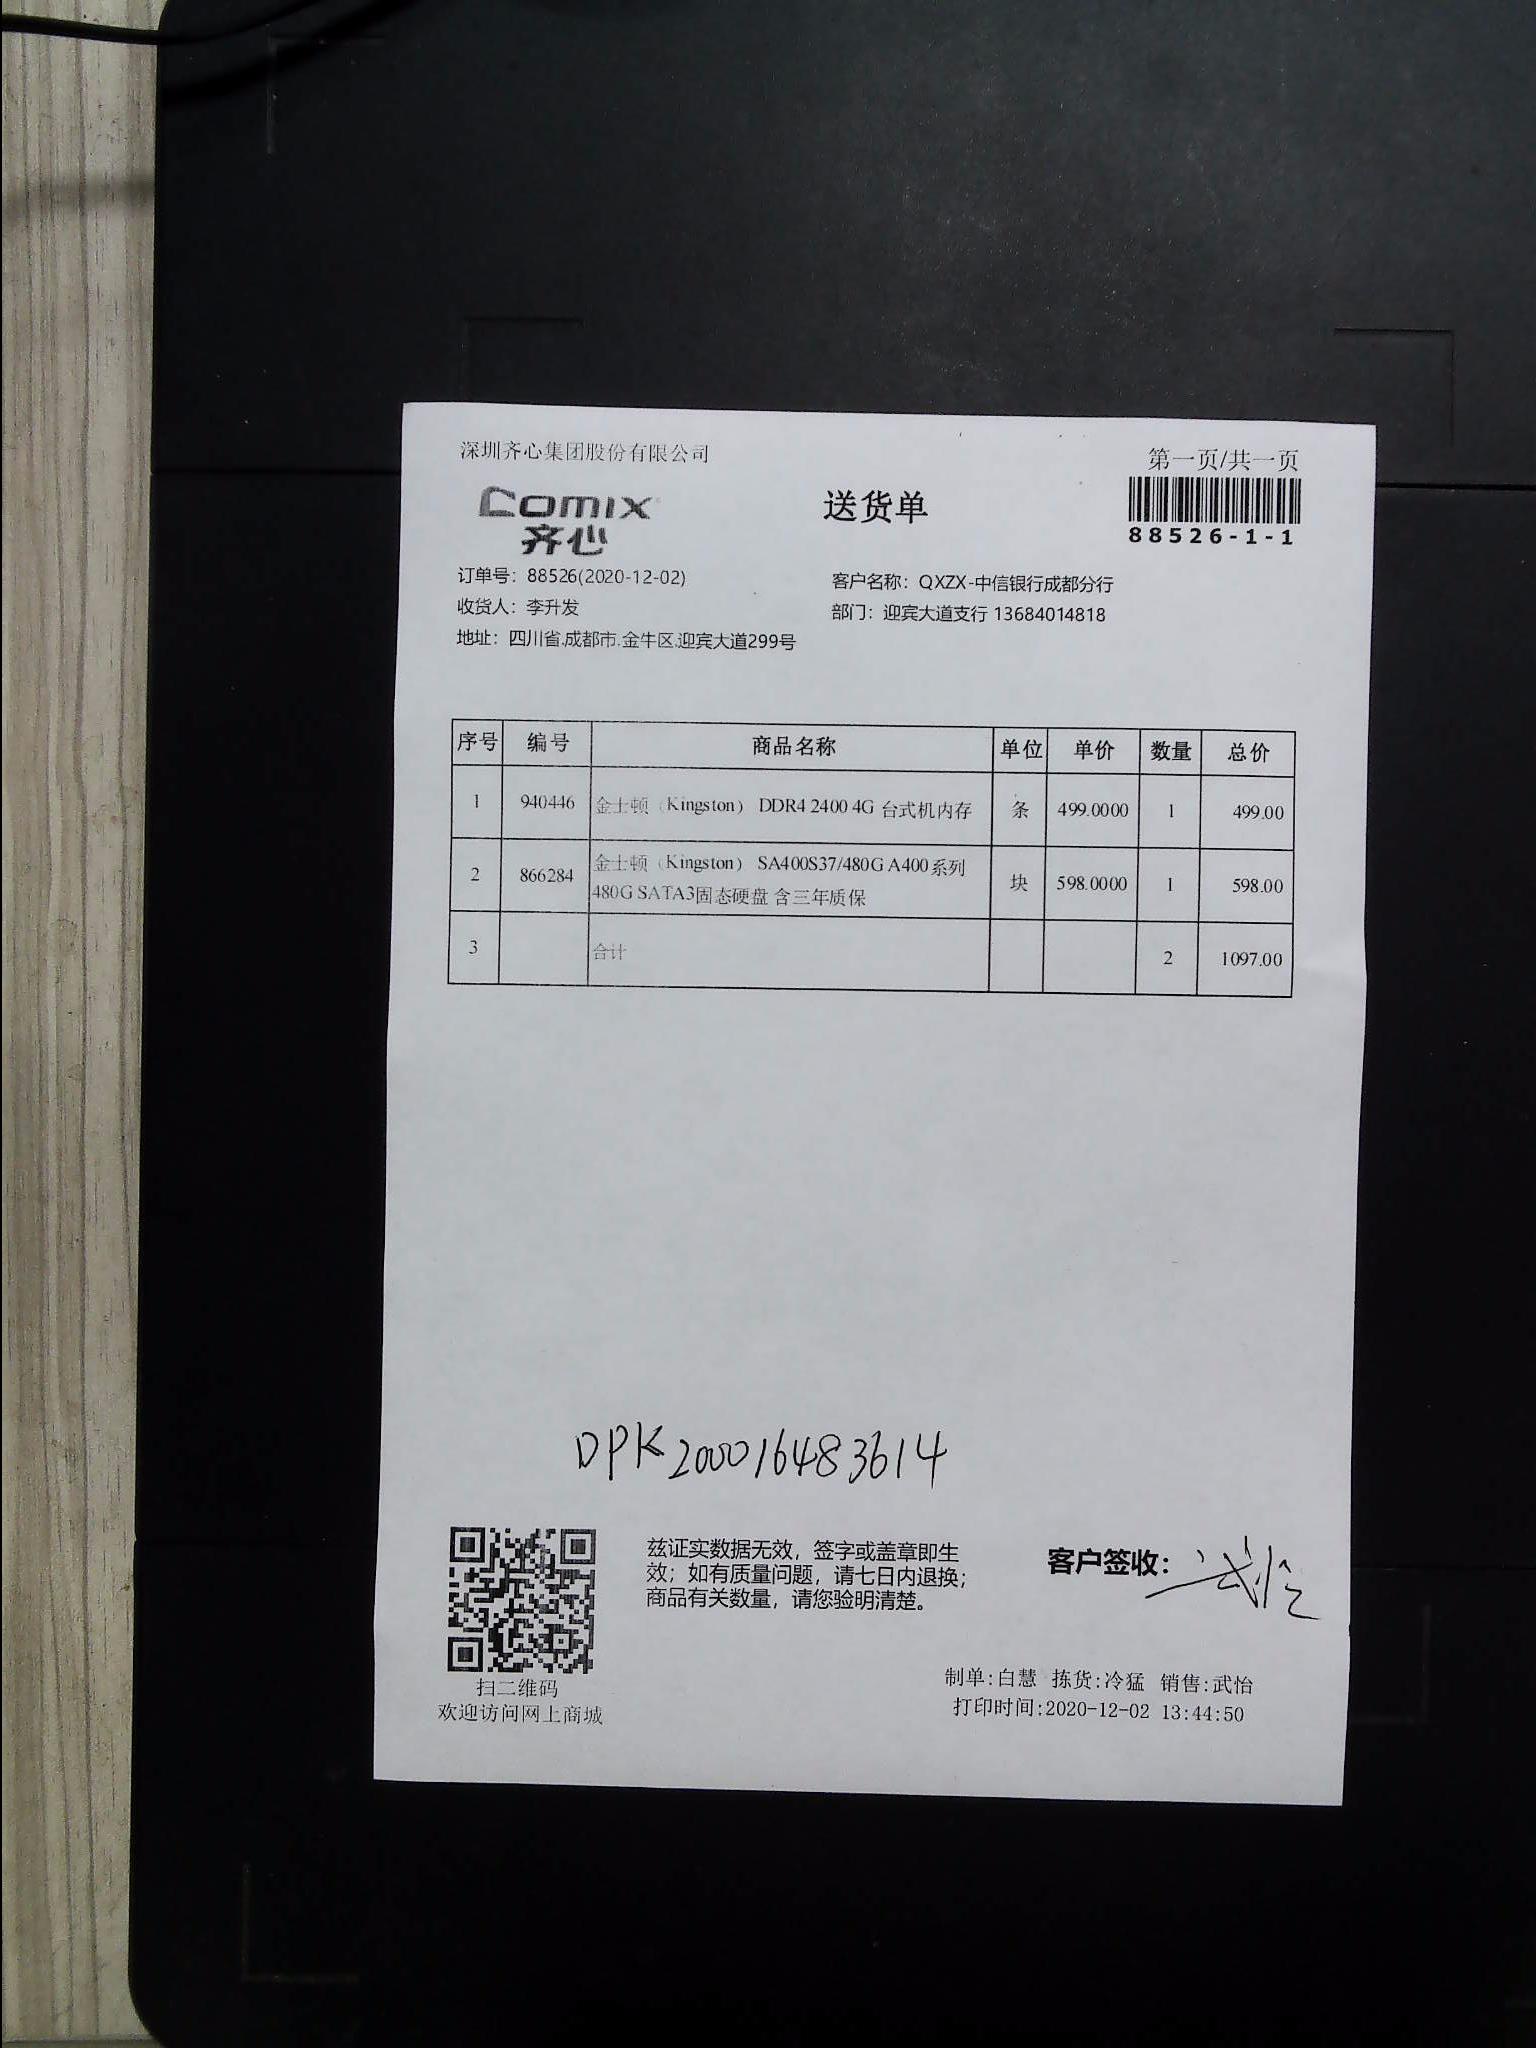 深圳齐心集团股份有限公司
第一页/共一页
Comix
齐心
送货单
88526-1-1
订单号：88526(2020-12-02)
客户名称：QXZX-中信银行成都分行
收货人：李升发
部门：迎宾大道支行 13684014818
地址：四川省.成都市.金牛区.迎宾大道299号
序号 编号 商品名称 单位 单价 数量 总价
1 940446 金士顿（Kingston） DDR4 2400 4G 台式机内存 条 499.0000 1 499.00
2 866284 金士顿（Kingston） SA400S37/480G A400系列 块 598.0000 1 598.00
480G SATA3固态硬盘 含三年质保
3 合计 2 1097.00
DPK200016483614
兹证实数据无效，签字或盖章即生
效；如有质量问题，请七日内退换；
商品有关数量，请您验明清楚。
客户签收：武怡
扫二维码
欢迎访问网上商城
制单:白慧 拣货:冷猛 销售:武怡
打印时间:2020-12-02 13:44:50